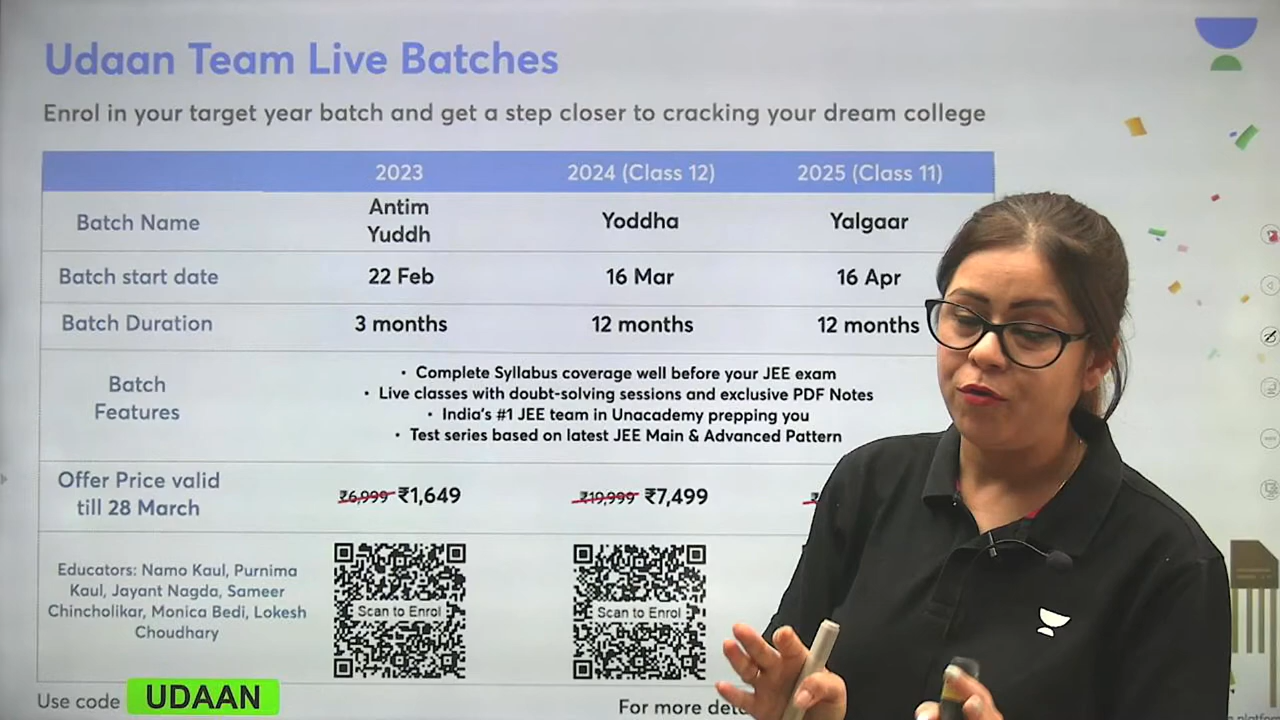 Udaan Team Live Batches
Enrol in your target year batch and get a step closer to cracking your dream college
2023 2024 (Class 12) 2025 (Class 11)
Batch Name Antim Yuddh Yoddha Yalgaar
Batch start date 22 Feb 16 Mar 16 Apr
Batch Duration 3 months 12 months 12 months
Batch Features
• Complete Syllabus coverage well before your JEE exam
• Live classes with doubt-solving sessions and exclusive PDF Notes
• India's #1 JEE team in Unacademy prepping you
• Test series based on latest JEE Main & Advanced Pattern
Offer Price valid till 28 March ₹6,999 ₹1,649 ₹19,999 ₹7,499 ₹
Educators: Namo Kaul, Purnima
Kaul, Jayant Nagda, Sameer
Chincholikar, Monica Bedi, Lokesh
Choudhary
Scan to Enrol Scan to Enrol
Use code UDAAN
For more